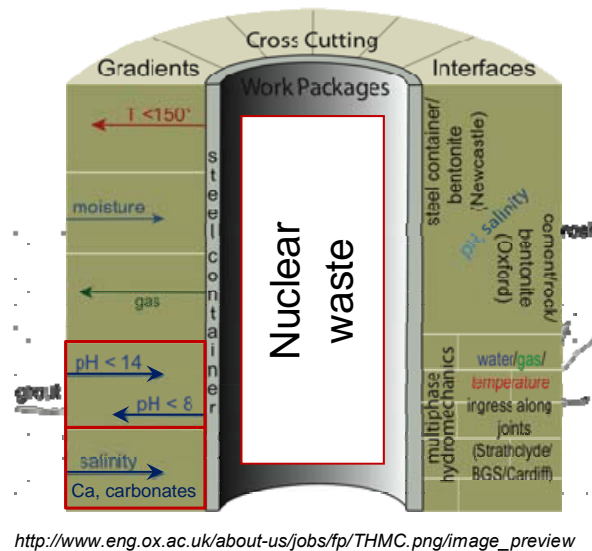 Cross Cutting
Gradients
Interfaces
Work Packages
T <150°
moisture
gas
pH < 14
pH < 8
salinity
Ca, carbonates
grout
steel container
Nuclear
waste
steel container/
bentonite
(Newcastle)
pH, salinity
cement/rock/
bentonite
(Oxford)
multiphase
hydromechanics
water/gas/
temperature
ingress along
joints
(Strathclyde/
BGS/Cardiff)
http://www.eng.ox.ac.uk/about-us/jobs/fp/THMC.png/image_preview